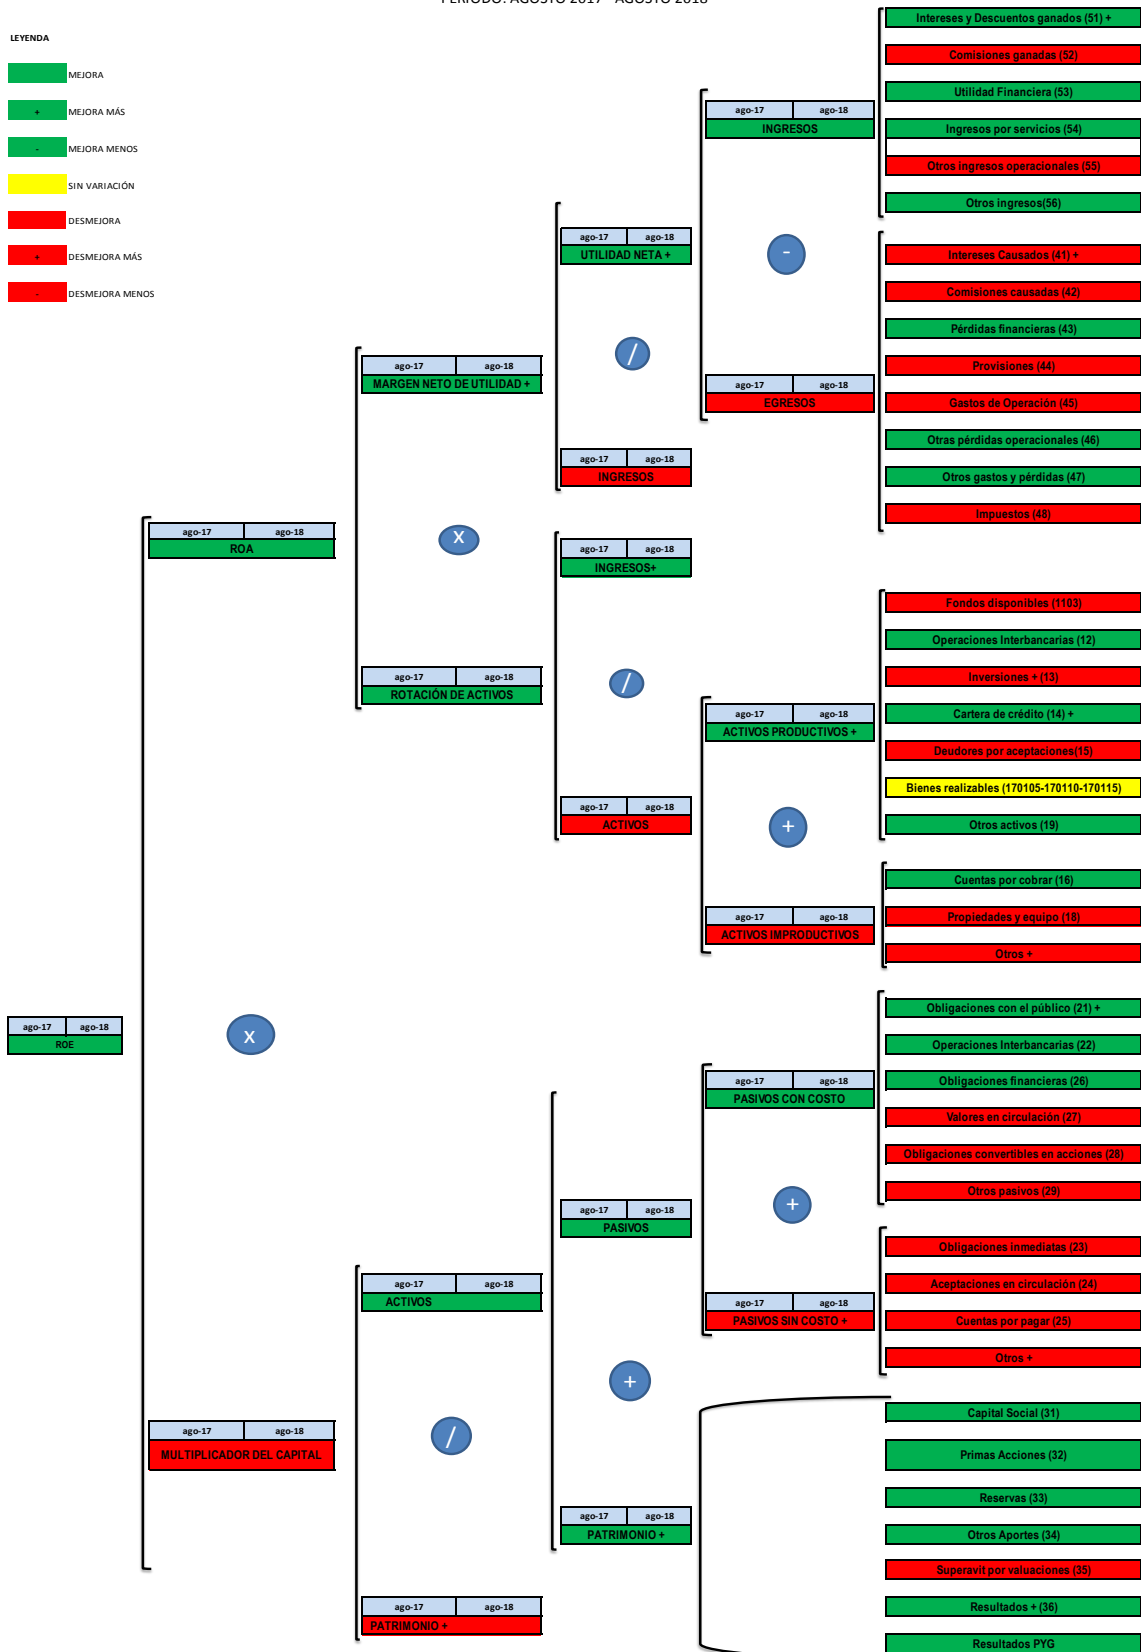 PERIODO: AGOSTO 2017 - AGOSTO 2018
LEYENDA
MEJORA
+ MEJORA MÁS
- MEJORA MENOS
SIN VARIACIÓN
DESMEJORA
+ DESMEJORA MÁS
- DESMEJORA MENOS
ago-17 ago-18
ROE
x
ago-17 ago-18
ROA
ago-17 ago-18
MULTIPLICADOR DEL CAPITAL
ago-17 ago-18
MARGEN NETO DE UTILIDAD +
x
ago-17 ago-18
ROTACIÓN DE ACTIVOS
ago-17 ago-18
ACTIVOS
/
ago-17 ago-18
PATRIMONIO +
ago-17 ago-18
UTILIDAD NETA +
/
ago-17 ago-18
INGRESOS
ago-17 ago-18
INGRESOS+
/
ago-17 ago-18
ACTIVOS
ago-17 ago-18
PASIVOS
+
ago-17 ago-18
PATRIMONIO +
ago-17 ago-18
INGRESOS
-
ago-17 ago-18
EGRESOS
ago-17 ago-18
ACTIVOS PRODUCTIVOS +
+
ago-17 ago-18
ACTIVOS IMPRODUCTIVOS
ago-17 ago-18
PASIVOS CON COSTO
+
ago-17 ago-18
PASIVOS SIN COSTO +
Intereses y Descuentos ganados (51) +
Comisiones ganadas (52)
Utilidad Financiera (53)
Ingresos por servicios (54)
Otros ingresos operacionales (55)
Otros ingresos(56)
Intereses Causados (41) +
Comisiones causadas (42)
Pérdidas financieras (43)
Provisiones (44)
Gastos de Operación (45)
Otras pérdidas operacionales (46)
Otros gastos y pérdidas (47)
Impuestos (48)
Fondos disponibles (1103)
Operaciones Interbancarias (12)
Inversiones + (13)
Cartera de crédito (14) +
Deudores por aceptaciones(15)
Bienes realizables (170105-170110-170115)
Otros activos (19)
Cuentas por cobrar (16)
Propiedades y equipo (18)
Otros +
Obligaciones con el público (21) +
Operaciones Interbancarias (22)
Obligaciones financieras (26)
Valores en circulación (27)
Obligaciones convertibles en acciones (28)
Otros pasivos (29)
Obligaciones inmediatas (23)
Aceptaciones en circulación (24)
Cuentas por pagar (25)
Otros +
Capital Social (31)
Primas Acciones (32)
Reservas (33)
Otros Aportes (34)
Superavit por valuaciones (35)
Resultados + (36)
Resultados PYG